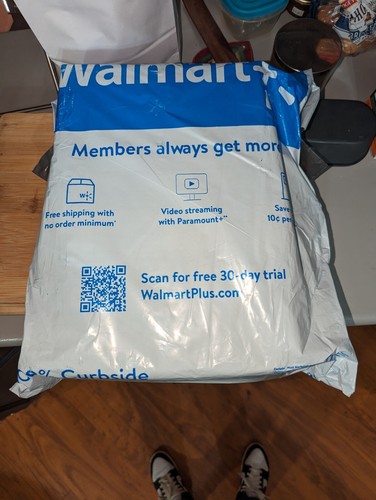 Walmart+
Members always get more
Free shipping with
no order minimum*
Video streaming
with Paramount+**
Save
10¢ per
Scan for free 30-day trial
WalmartPlus.com
Curbside